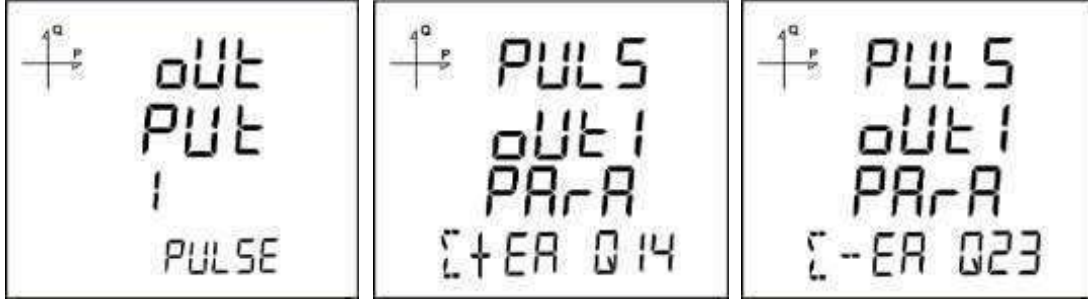 Q
P
oUt
PUt
1
PULSE
Q
P
PULS
oUt1
PArA
Σ+EA Q14
Q
P
PULS
oUt1
PArA
Σ-EA Q23